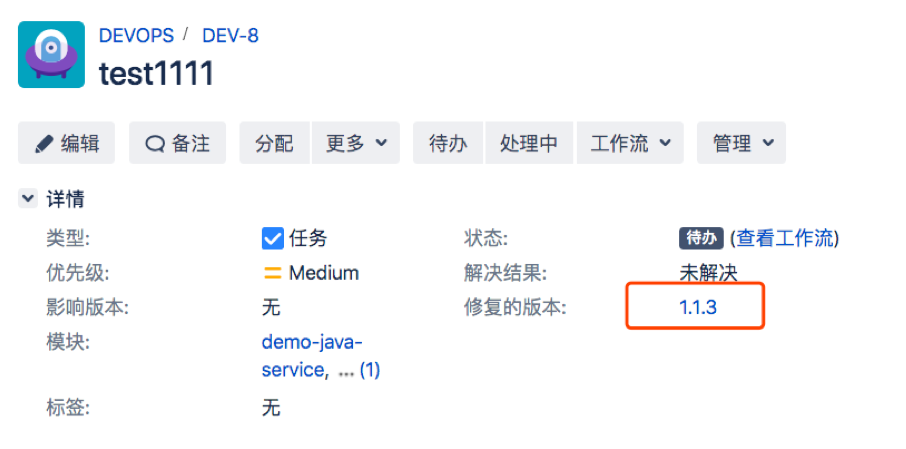 DEVOPS / DEV-8
test1111
编辑 备注 分配 更多 待办 处理中 工作流 管理
详情
类型: 任务 状态: 待办 (查看工作流)
优先级: Medium 解决结果: 未解决
影响版本: 无 修复的版本: 1.1.3
模块: demo-java-
service, ... (1)
标签: 无